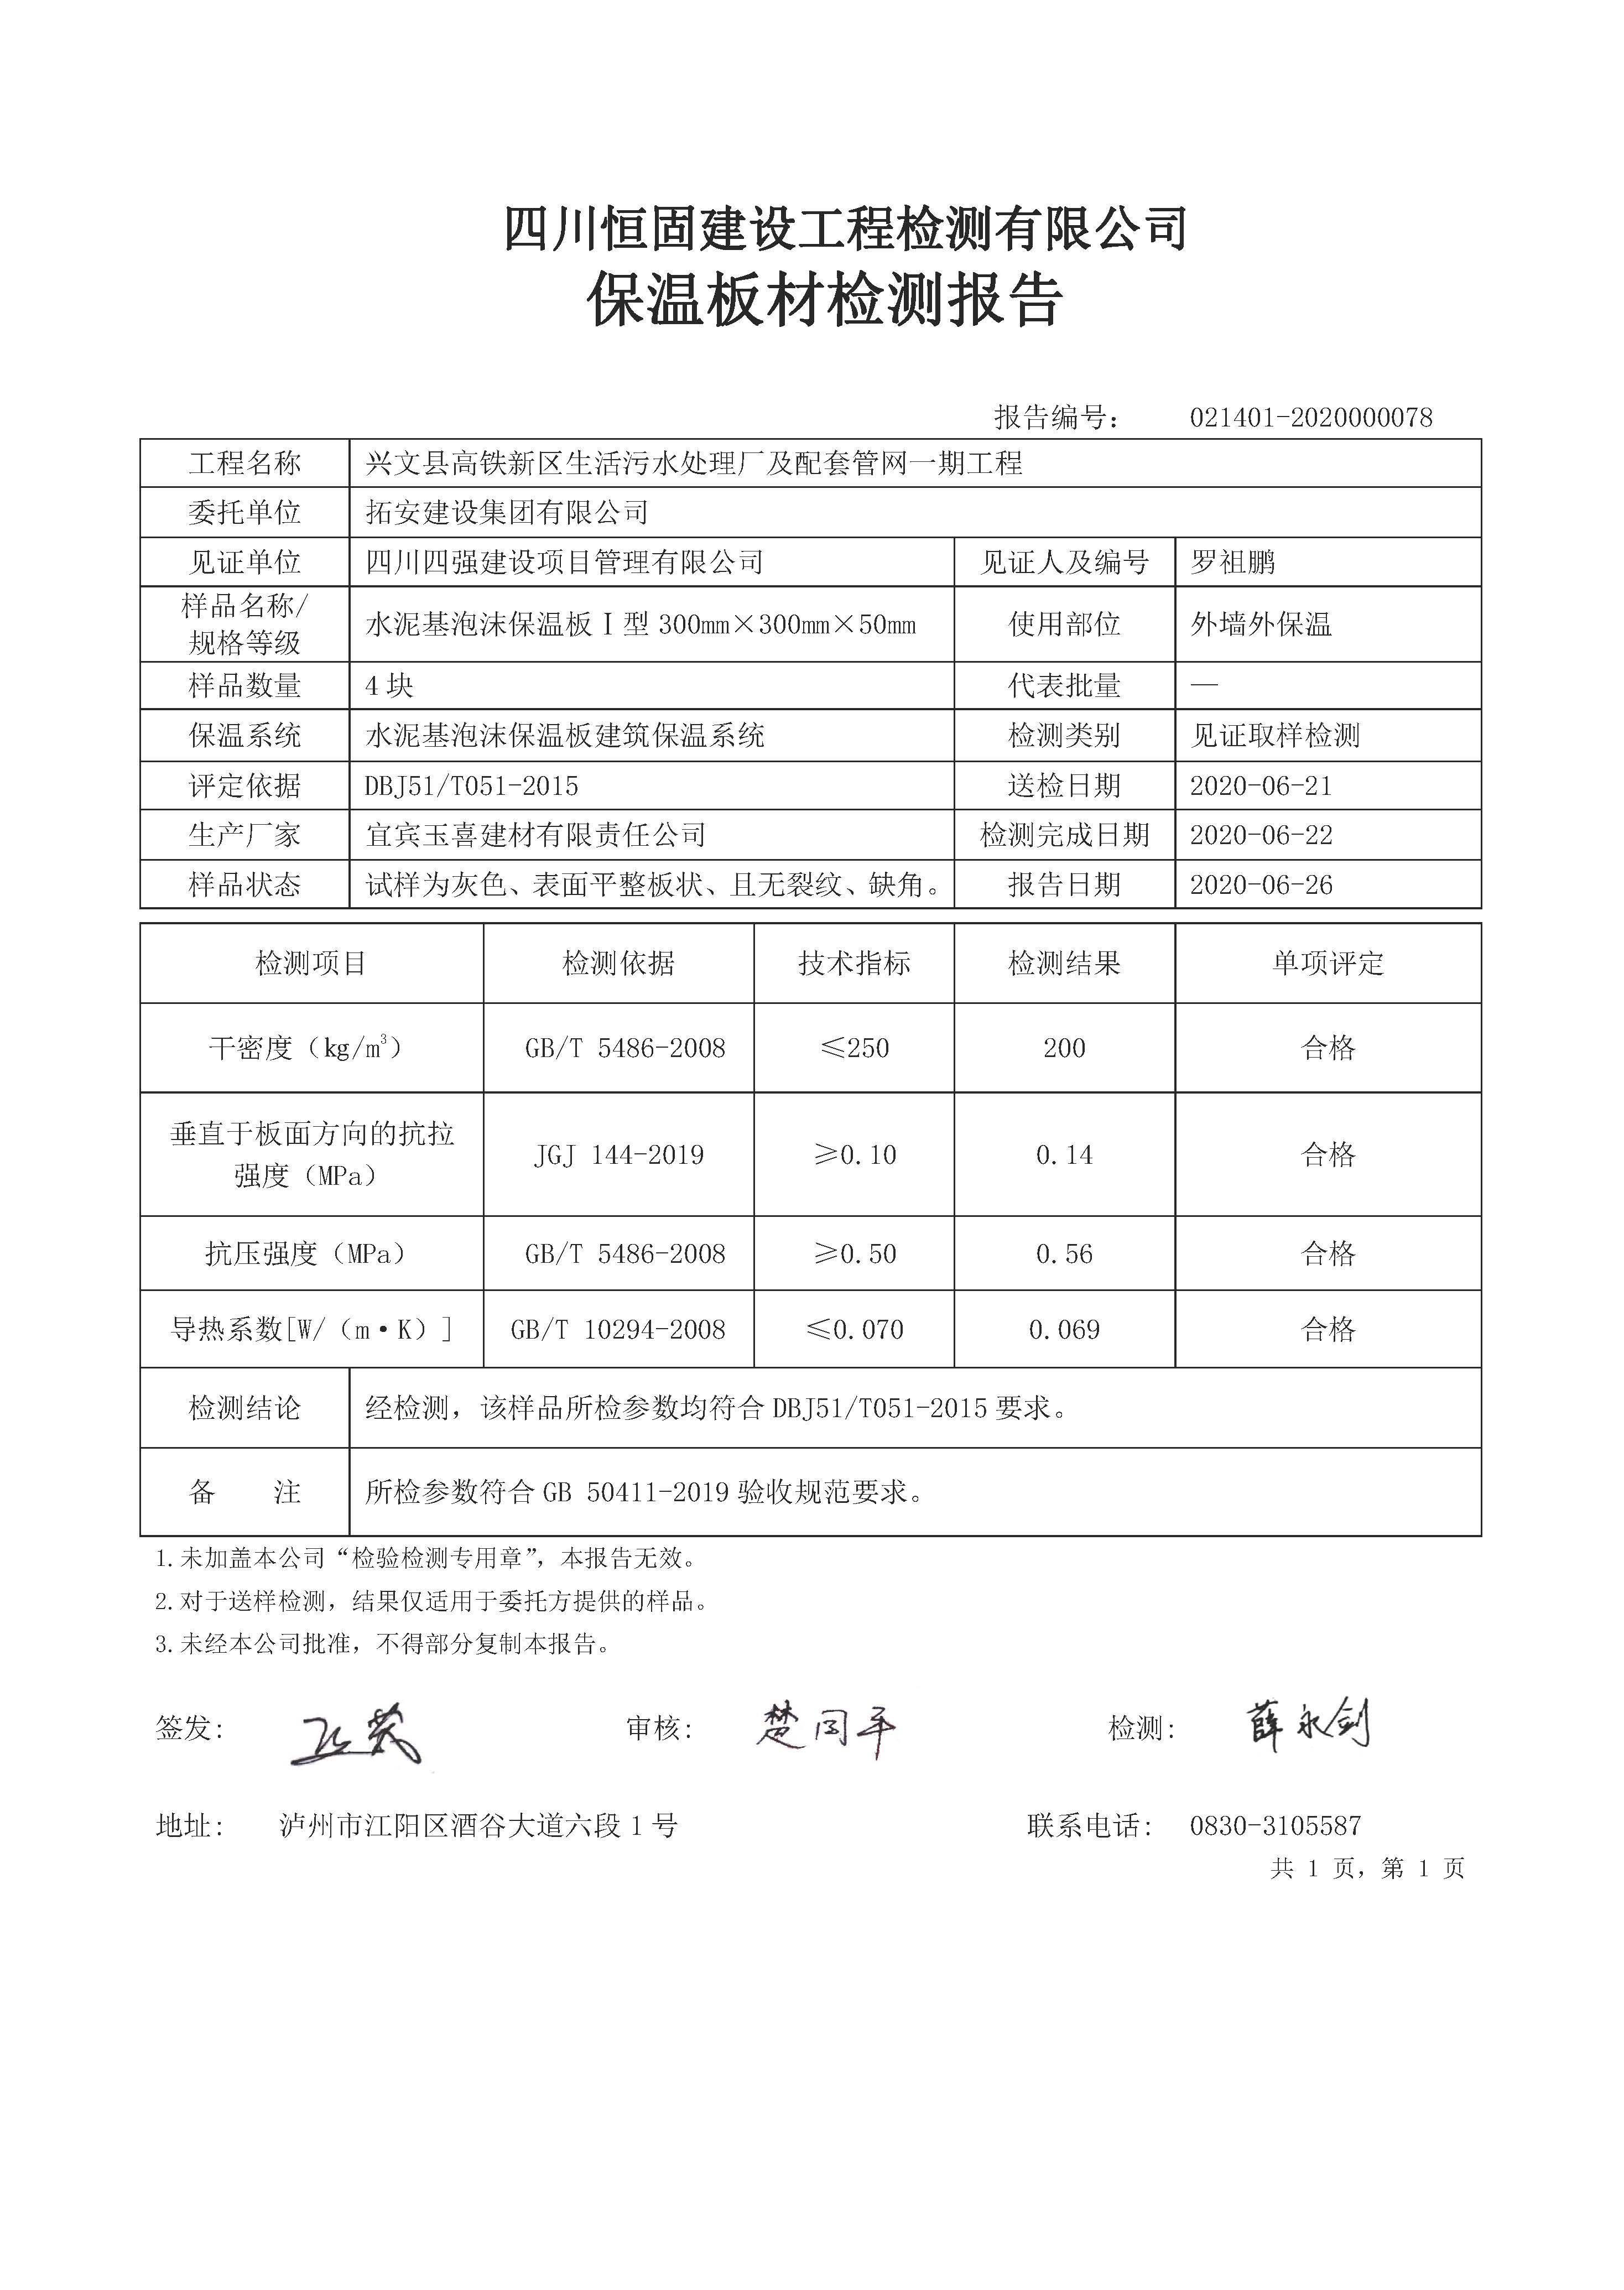 四川恒固建设工程检测有限公司
保温板材检测报告
报告编号： 021401-2020000078
工程名称 兴文县高铁新区生活污水处理厂及配套管网一期工程
委托单位 拓安建设集团有限公司
见证单位 四川四强建设项目管理有限公司 见证人及编号 罗祖鹏
样品名称/
规格等级 水泥基泡沫保温板Ⅰ型 300mm×300mm×50mm 使用部位 外墙外保温
样品数量 4 块 代表批量 —
保温系统 水泥基泡沫保温板建筑保温系统 检测类别 见证取样检测
评定依据 DBJ51/T051-2015 送检日期 2020-06-21
生产厂家 宜宾玉喜建材有限责任公司 检测完成日期 2020-06-22
样品状态 试样为灰色、表面平整板状、且无裂纹、缺角。 报告日期 2020-06-26
检测项目 检测依据 技术指标 检测结果 单项评定
干密度（kg/m³） GB/T 5486-2008 ≤250 200 合格
垂直于板面方向的抗拉
强度（MPa） JGJ 144-2019 ≥0.10 0.14 合格
抗压强度（MPa） GB/T 5486-2008 ≥0.50 0.56 合格
导热系数[W/（m·K）] GB/T 10294-2008 ≤0.070 0.069 合格
检测结论 经检测，该样品所检参数均符合 DBJ51/T051-2015 要求。
备 注 所检参数符合 GB 50411-2019 验收规范要求。
1.未加盖本公司“检验检测专用章”，本报告无效。
2.对于送样检测，结果仅适用于委托方提供的样品。
3.未经本公司批准，不得部分复制本报告。
签发： 审核： 楚同平 检测： 薛永剑
地址： 泸州市江阳区酒谷大道六段 1 号 联系电话： 0830-3105587
共 1 页，第 1 页